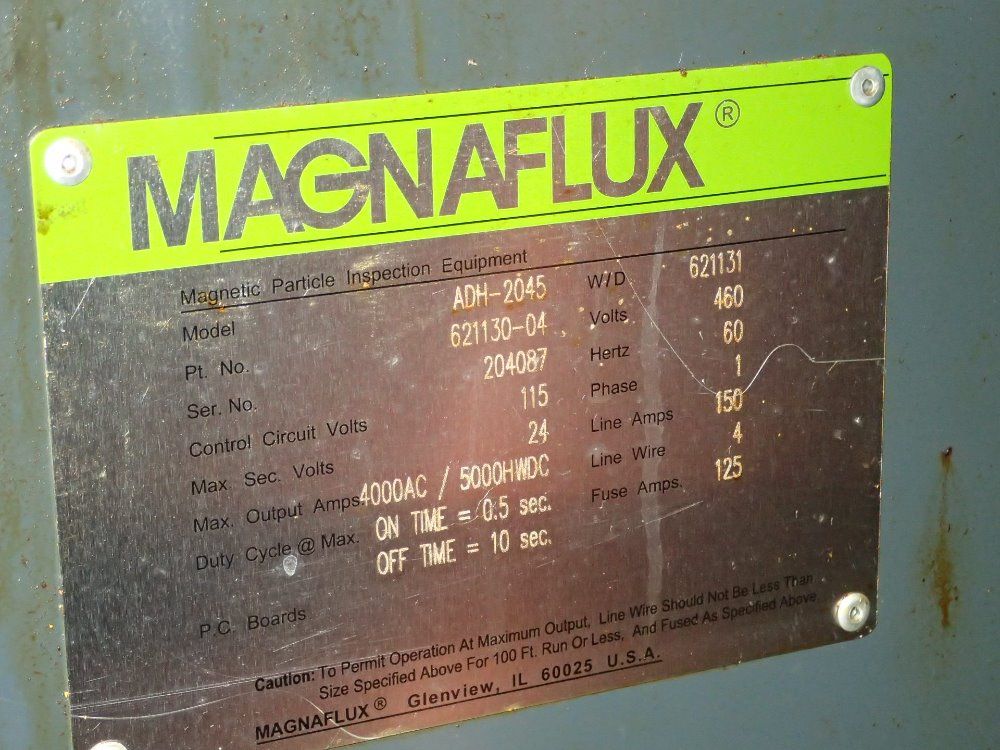 MAGNAFLUX®
Magnetic Particle Inspection Equipment
Model ADH-2045 W/D 621131
Pt. No. 621130-04 Volts 460
Ser. No. 204087 Hertz 60
Control Circuit Volts 115 Phase 1
Max. Sec. Volts 24 Line Amps 150
Max. Output Amps. 4000AC / 5000HWDC Line Wire 4
Duty Cycle @ Max. ON TIME = 0.5 sec. Fuse Amps. 125
OFF TIME = 10 sec.
P.C. Boards
Caution: To Permit Operation At Maximum Output, Line Wire Should Not Be Less Than
Size Specified Above For 100 Ft. Run Or Less, And Fused As Specified Above.
MAGNAFLUX® Glenview, IL 60025 U.S.A.